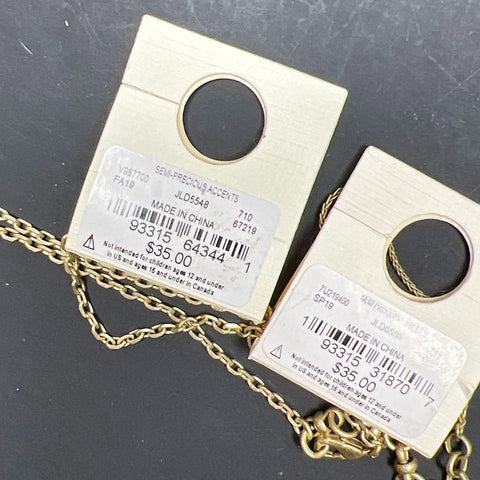 SEMI-PRECIOUS ACCENTS
V987700
FA19
JLD5548
710
67219
MADE IN CHINA
93315 64344 1
$35.00
Not intended for children ages 12 and under
in US and ages 15 and under in Canada
7U219400
SP19
MADE IN CHINA
1 93315 31870 7
$35.00
Not intended for children ages 12 and under
in US and ages 15 and under in Canada